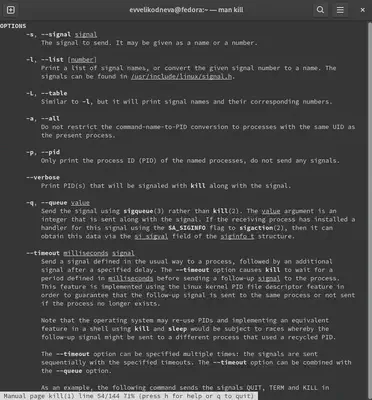 evvelikodneva@fedora:~ — man kill
OPTIONS
-s, --signal signal
The signal to send. It may be given as a name or a number.
-l, --list [number]
Print a list of signal names, or convert the given signal number to a name. The
signals can be found in /usr/include/linux/signal.h.
-L, --table
Similar to -l, but it will print signal names and their corresponding numbers.
-a, --all
Do not restrict the command-name-to-PID conversion to processes with the same UID as
the present process.
-p, --pid
Only print the process ID (PID) of the named processes, do not send any signals.
--verbose
Print PID(s) that will be signaled with kill along with the signal.
-q, --queue value
Send the signal using sigqueue(3) rather than kill(2). The value argument is an
integer that is sent along with the signal. If the receiving process has installed a
handler for this signal using the SA_SIGINFO flag to sigaction(2), then it can
obtain this data via the si_sigval field of the siginfo_t structure.
--timeout milliseconds signal
Send a signal defined in the usual way to a process, followed by an additional
signal after a specified delay. The --timeout option causes kill to wait for a
period defined in milliseconds before sending a follow-up signal to the process.
This feature is implemented using the Linux kernel PID file descriptor feature in
order to guarantee that the follow-up signal is sent to the same process or not sent
if the process no longer exists.
Note that the operating system may re-use PIDs and implementing an equivalent
feature in a shell using kill and sleep would be subject to races whereby the
follow-up signal might be sent to a different process that used a recycled PID.
The --timeout option can be specified multiple times: the signals are sent
sequentially with the specified timeouts. The --timeout option can be combined with
the --queue option.
As an example, the following command sends the signals QUIT, TERM and KILL in
Manual page kill(1) line 54/144 71% (press h for help or q to quit)